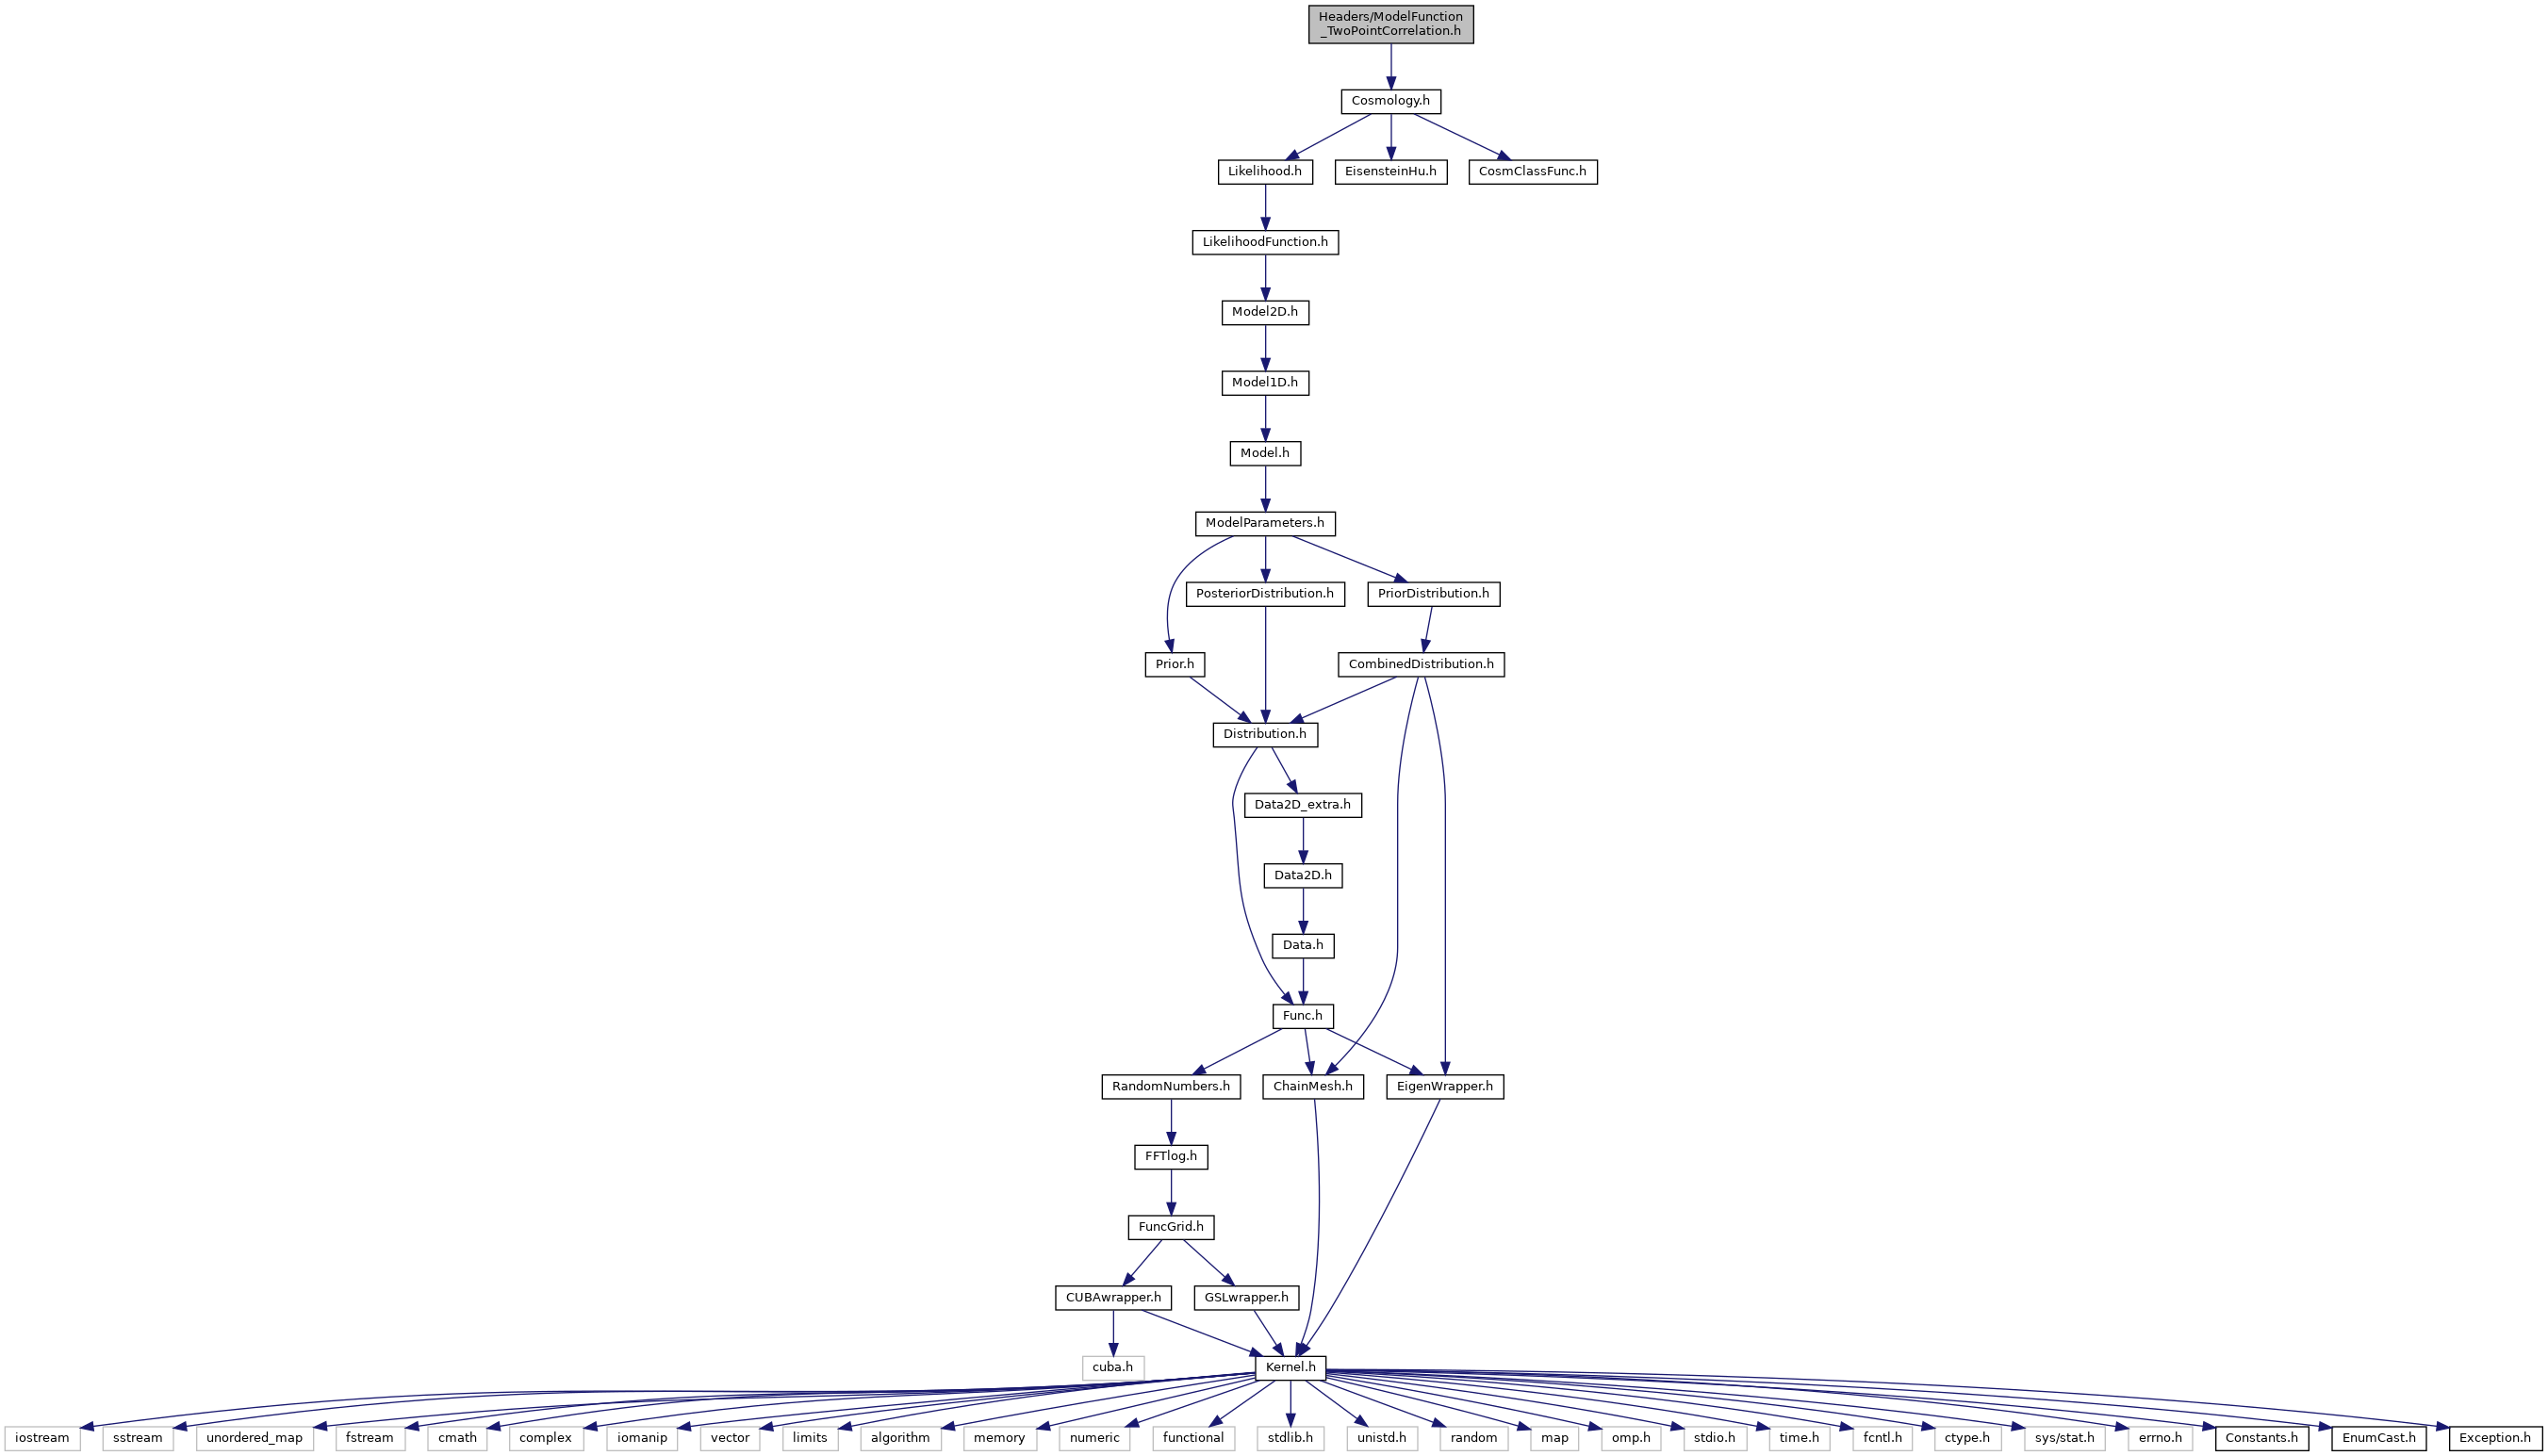 Headers/ModelFunction
_TwoPointCorrelation.h
Cosmology.h
Likelihood.h
EisensteinHu.h
CosmClassFunc.h
LikelihoodFunction.h
Model2D.h
Model1D.h
Model.h
ModelParameters.h
PosteriorDistribution.h
PriorDistribution.h
Prior.h
CombinedDistribution.h
Distribution.h
Data2D_extra.h
Data2D.h
Data.h
Func.h
RandomNumbers.h
ChainMesh.h
EigenWrapper.h
FFTlog.h
FuncGrid.h
CUBAwrapper.h
GSLwrapper.h
cuba.h
Kernel.h
iostream
sstream
unordered_map
fstream
cmath
complex
iomanip
vector
limits
algorithm
memory
numeric
functional
stdlib.h
unistd.h
random
map
omp.h
stdio.h
time.h
fcntl.h
ctype.h
sys/stat.h
errno.h
Constants.h
EnumCast.h
Exception.h